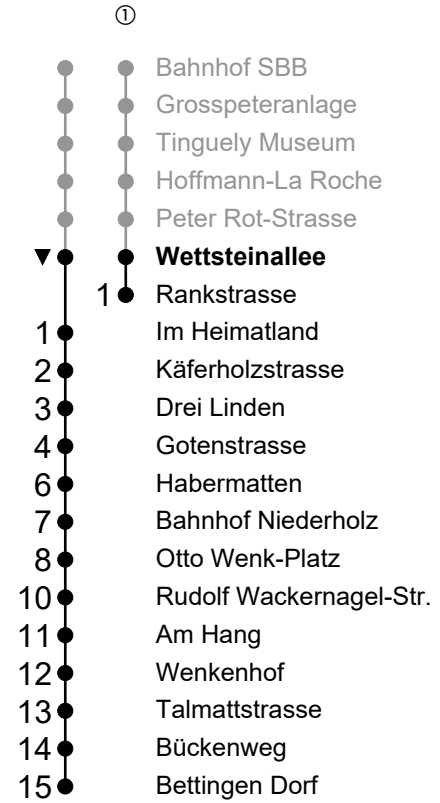 ①
Bahnhof SBB
Grosspeteranlage
Tinguely Museum
Hoffmann-La Roche
Peter Rot-Strasse
▼ Wettsteinallee
1 Rankstrasse
1 Im Heimatland
2 Käferholzstrasse
3 Drei Linden
4 Gotenstrasse
6 Habermatten
7 Bahnhof Niederholz
8 Otto Wenk-Platz
10 Rudolf Wackernagel-Str.
11 Am Hang
12 Wenkenhof
13 Talmattstrasse
14 Bückenweg
15 Bettingen Dorf